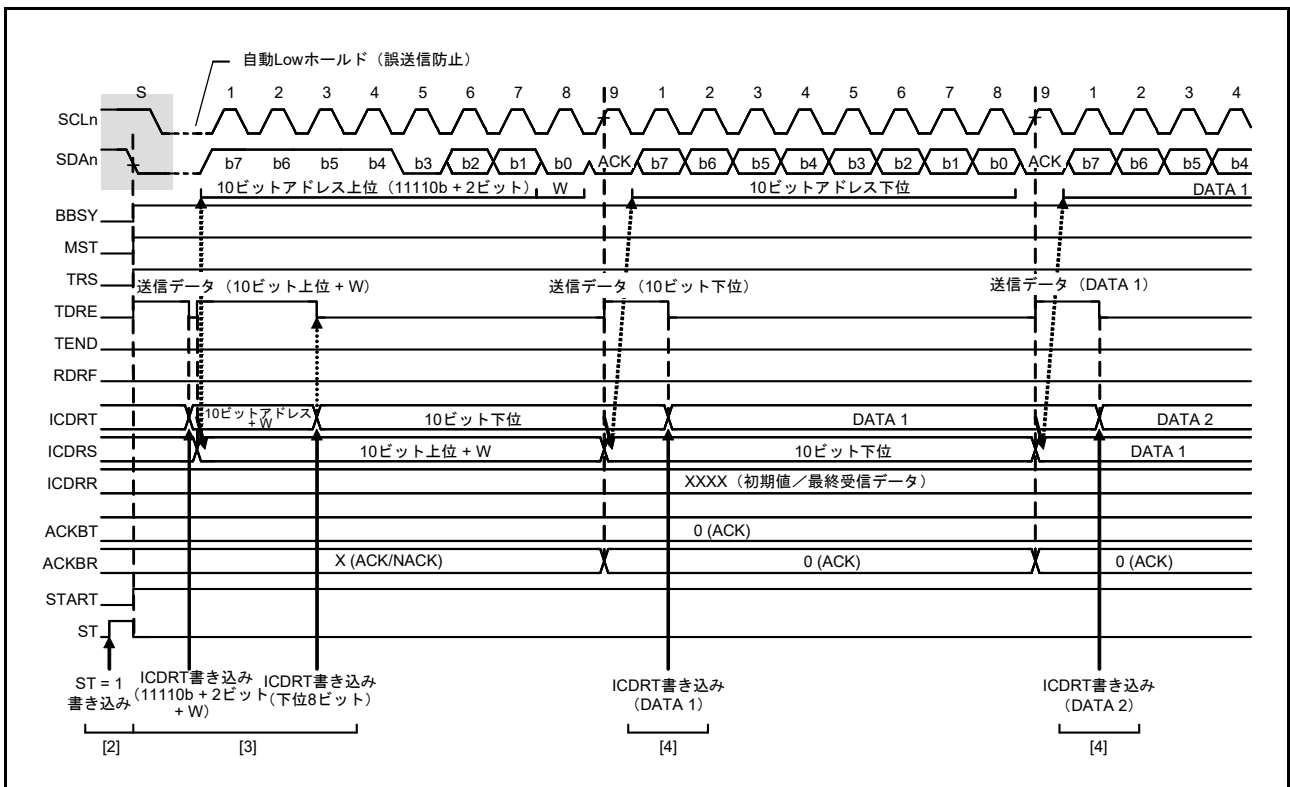 自動Lowホールド（誤送信防止）
S 1 2 3 4 5 6 7 8 9 1 2 3 4 5 6 7 8 9 1 2 3 4
SCLn
SDAn b7 b6 b5 b4 b3 b2 b1 b0 ACK b7 b6 b5 b4 b3 b2 b1 b0 ACK b7 b6 b5 b4
10ビットアドレス上位（11110b + 2ビット） W 10ビットアドレス下位 DATA 1
BBSY
MST
TRS
送信データ（10ビット上位 + W） 送信データ（10ビット下位） 送信データ（DATA 1）
TDRE
TEND
RDRF
ICDRT 10ビットアドレス + W 10ビット下位 DATA 1 DATA 2
ICDRS 10ビット上位 + W 10ビット下位 DATA 1
ICDRR XXXX（初期値／最終受信データ）
ACKBT 0 (ACK)
ACKBR X (ACK/NACK) 0 (ACK) 0 (ACK)
START
ST
ST = 1
書き込み
ICDRT書き込み
（11110b + 2ビット
+ W）
ICDRT書き込み
（下位8ビット）
ICDRT書き込み
（DATA 1）
ICDRT書き込み
（DATA 2）
[2] [3] [4] [4]